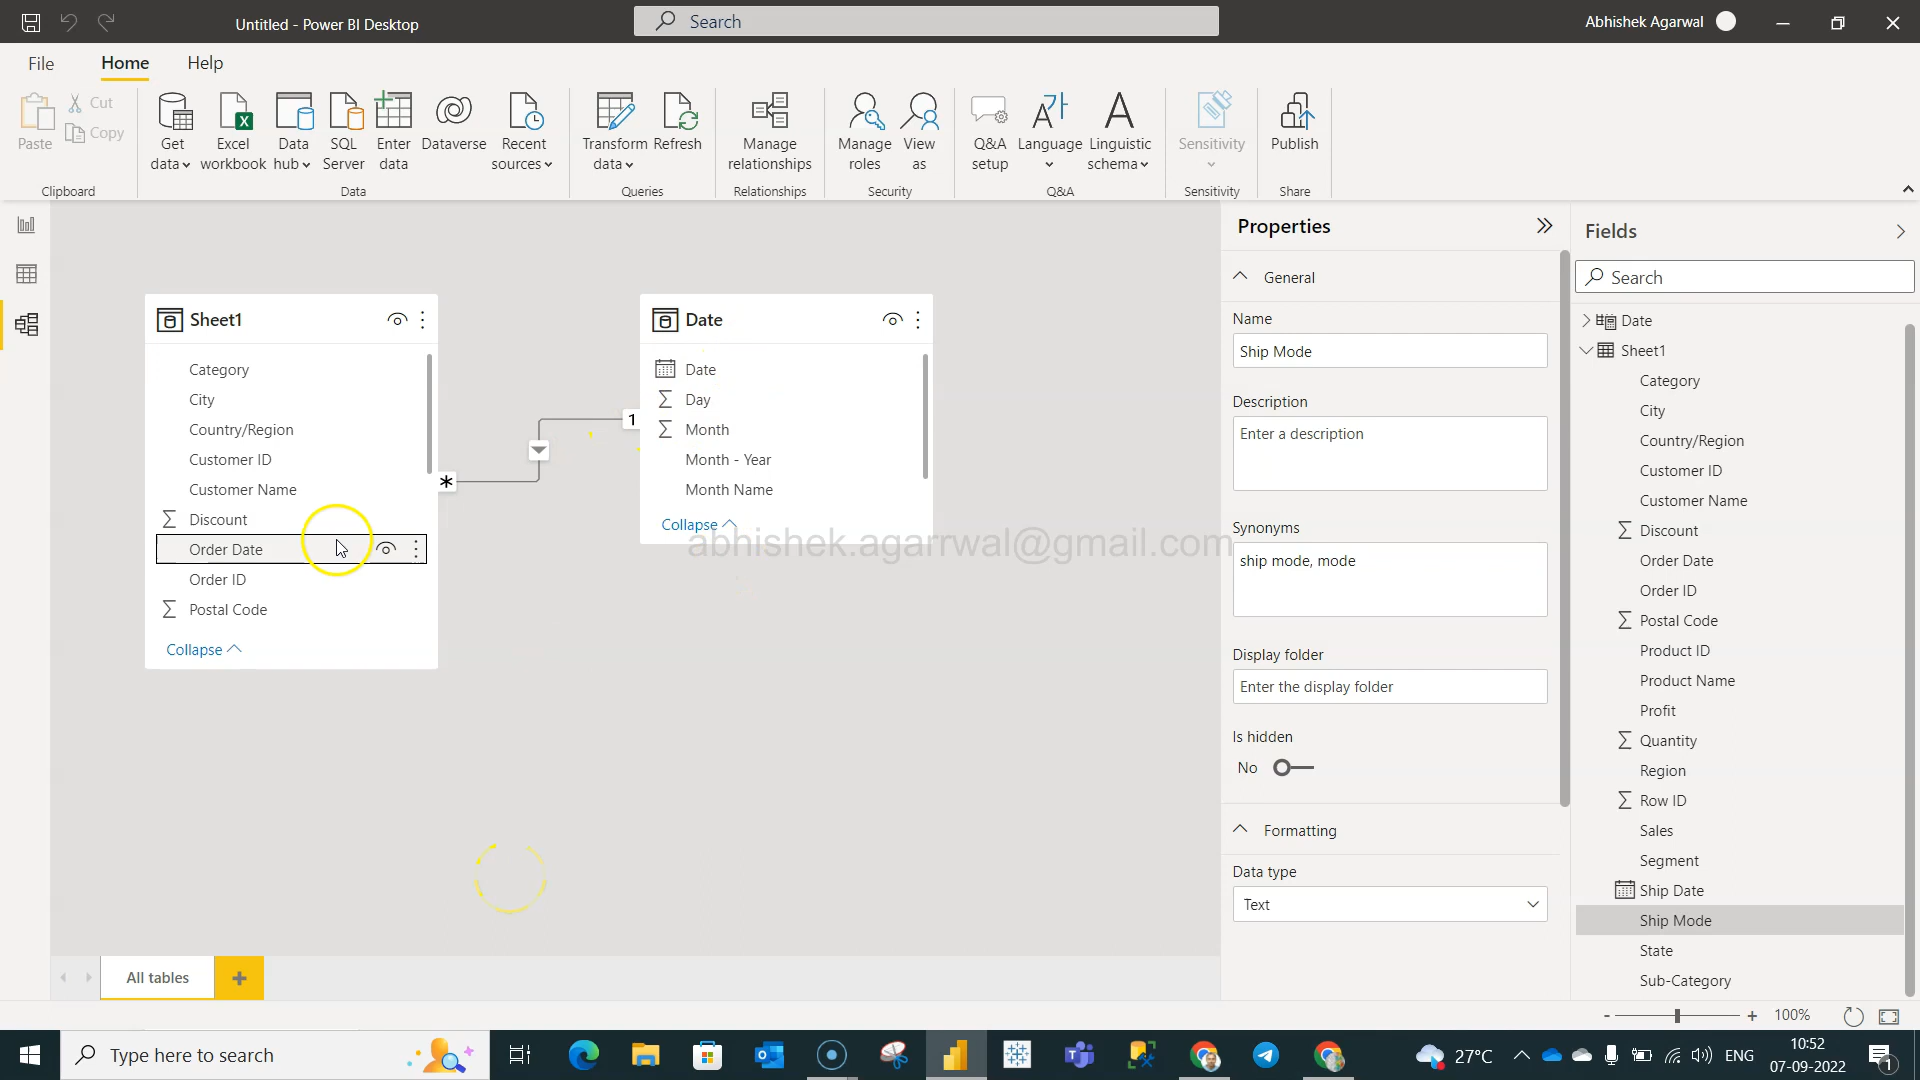 Untitled - Power BI Desktop
Search
Abhishek Agarwal
File
Home
Help
Paste
Cut
Copy
Clipboard
Get data
Excel workbook
Data hub
SQL Server
Enter data
Dataverse
Recent sources
Data
Transform data
Refresh
Queries
Manage relationships
Relationships
Manage roles
View as
Security
Q&A setup
Language
Linguistic schema
Q&A
Sensitivity
Sensitivity
Publish
Share
Sheet1
Category
City
Country/Region
Customer ID
Customer Name
Discount
Order Date
Order ID
Postal Code
Collapse
*
1
Date
Date
Day
Month
Month - Year
Month Name
Collapse
abhishek.agarrwal@gmail.com
Properties
General
Name
Ship Mode
Description
Enter a description
Synonyms
ship mode, mode
Display folder
Enter the display folder
Is hidden
No
Formatting
Data type
Text
Fields
Search
Date
Sheet1
Category
City
Country/Region
Customer ID
Customer Name
Discount
Order Date
Order ID
Postal Code
Product ID
Product Name
Profit
Quantity
Region
Row ID
Sales
Segment
Ship Date
Ship Mode
State
Sub-Category
All tables
+
- + 100%
Type here to search
27°C
ENG
10:52
07-09-2022
1